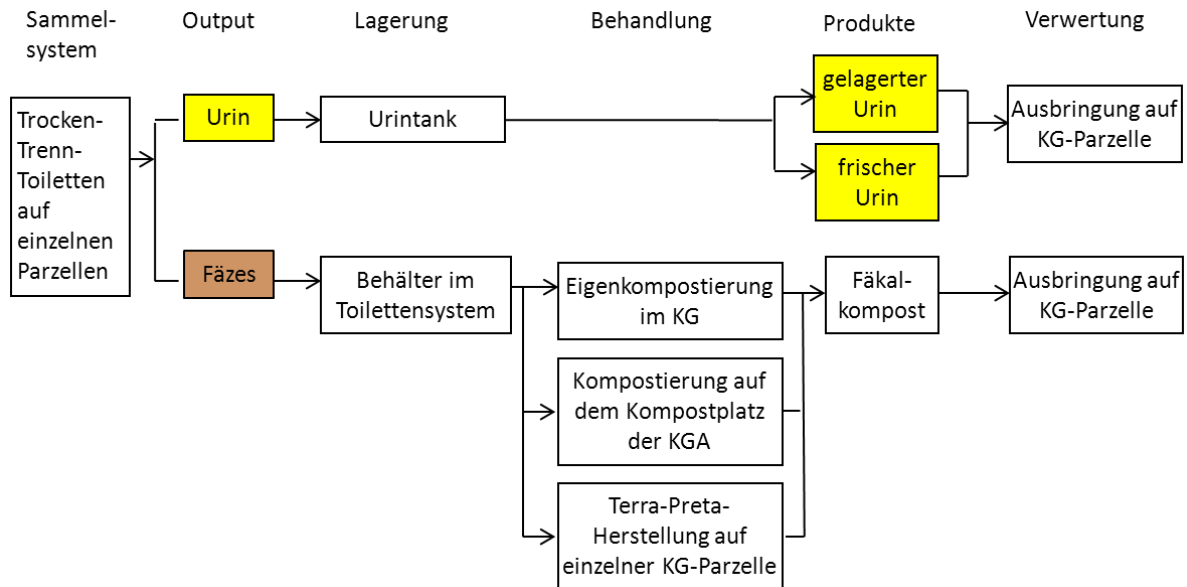 Sammel-
system
Output
Lagerung
Behandlung
Produkte
Verwertung
Trocken-
Trenn-
Toiletten
auf
einzelnen
Parzellen
Urin
Urintank
gelagerter
Urin
frischer
Urin
Ausbringung auf
KG-Parzelle
Fäzes
Behälter im
Toilettensystem
Eigenkompostierung
im KG
Kompostierung auf
dem Kompostplatz
der KGA
Terra-Preta-
Herstellung auf
einzelner KG-Parzelle
Fäkal-
kompost
Ausbringung auf
KG-Parzelle